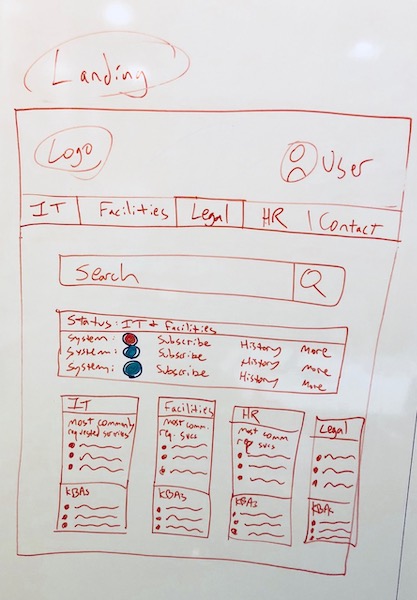 Landing
Logo
User
IT Facilities Legal HR Contact
Search
Status: IT + Facilities
System: Subscribe History More
System: Subscribe History More
System: Subscribe History More
IT
most commonly
requested services
KBAs
Facilities
most comm.
req. svcs
KBAs
HR
most comm
req svcs
KBAs
Legal
KBAs